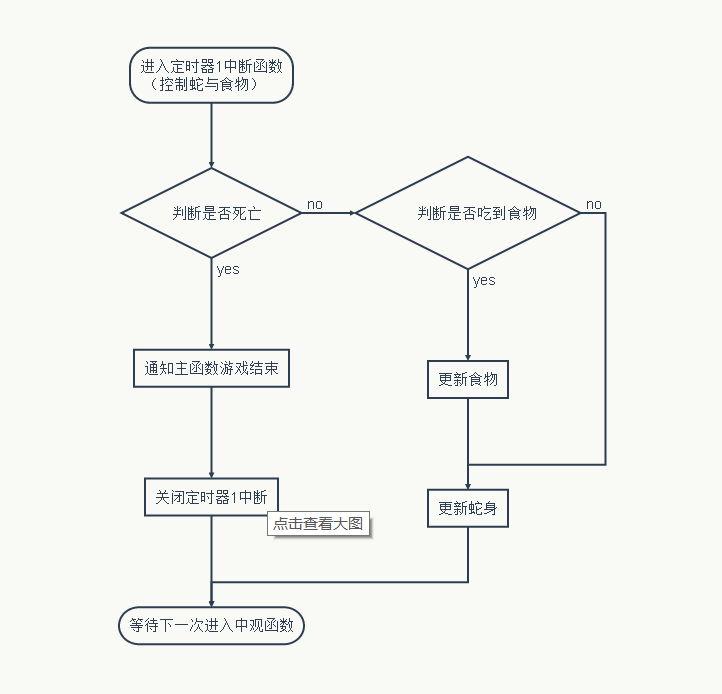 进入定时器1中断函数
（控制蛇与食物）
判断是否死亡
no
判断是否吃到食物
no
yes
yes
通知主函数游戏结束
更新食物
关闭定时器1中断
更新蛇身
点击查看大图
等待下一次进入中观函数